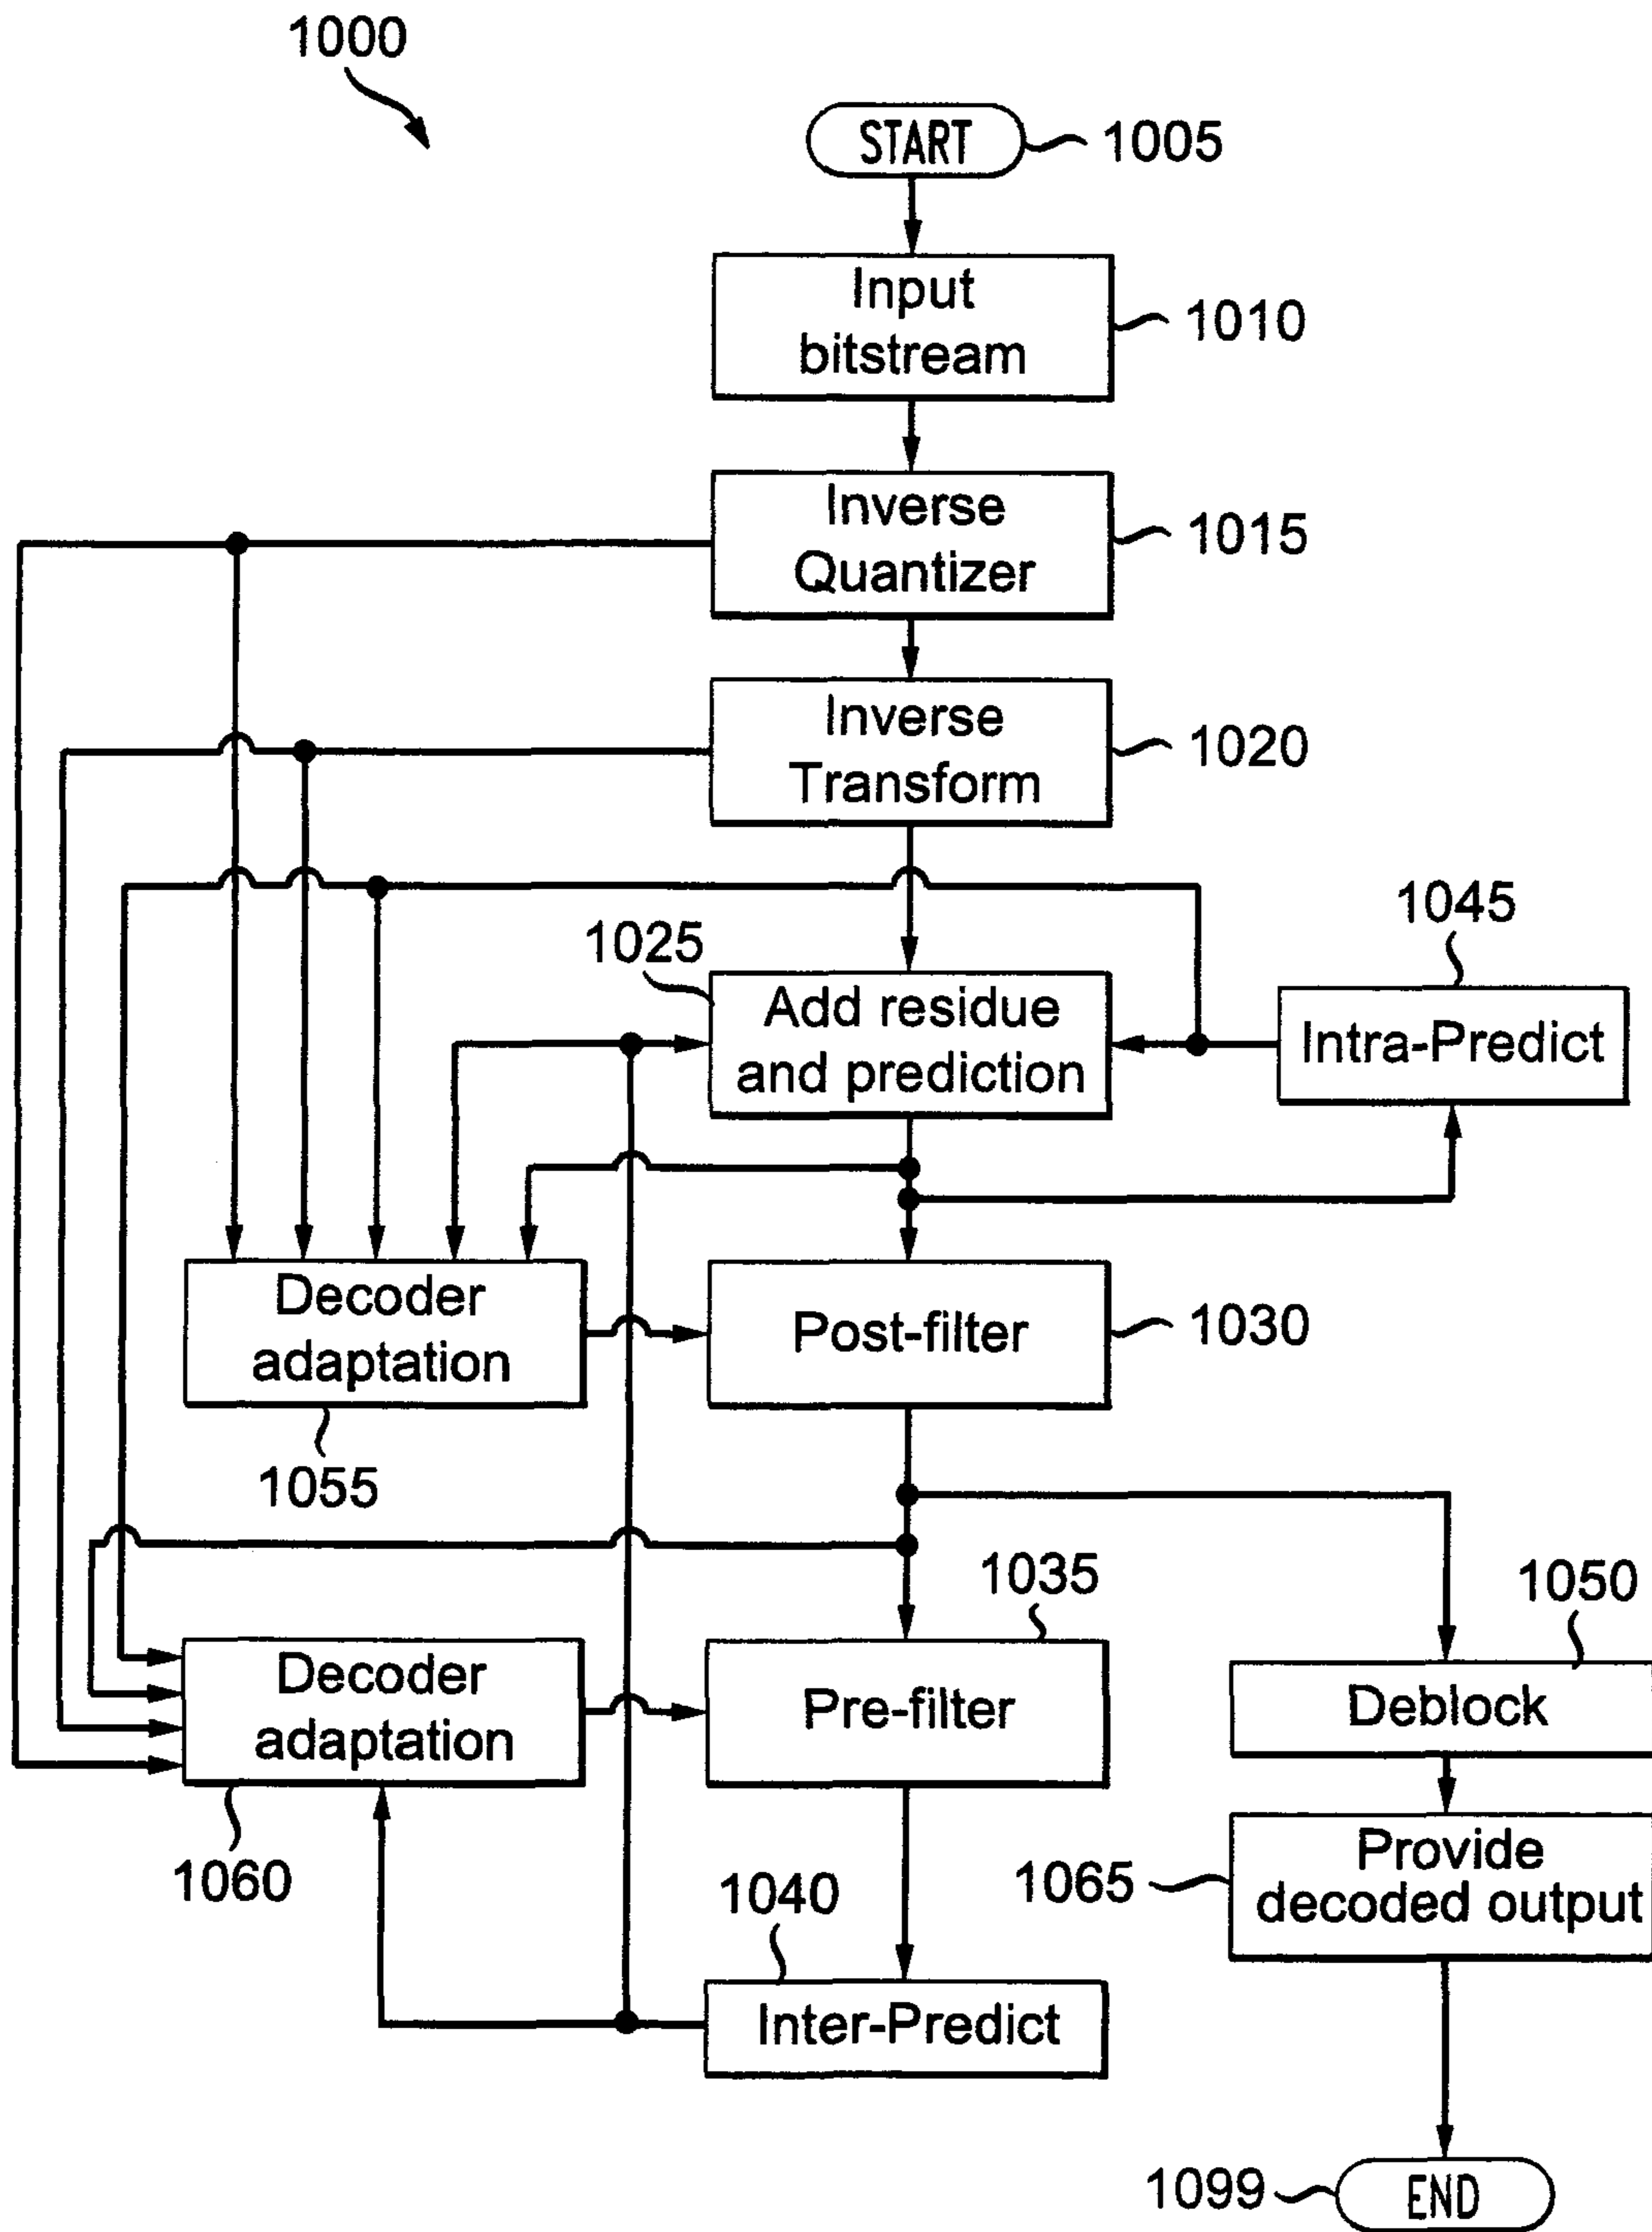 1000
START
1005
Input
bitstream
1010
Inverse
Quantizer
1015
Inverse
Transform
1020
1025
Add residue
and prediction
1045
Intra-Predict
Decoder
adaptation
1055
Post-filter
1030
1035
1050
Decoder
adaptation
1060
Pre-filter
Deblock
1040
Inter-Predict
1065
Provide
decoded output
1099
END